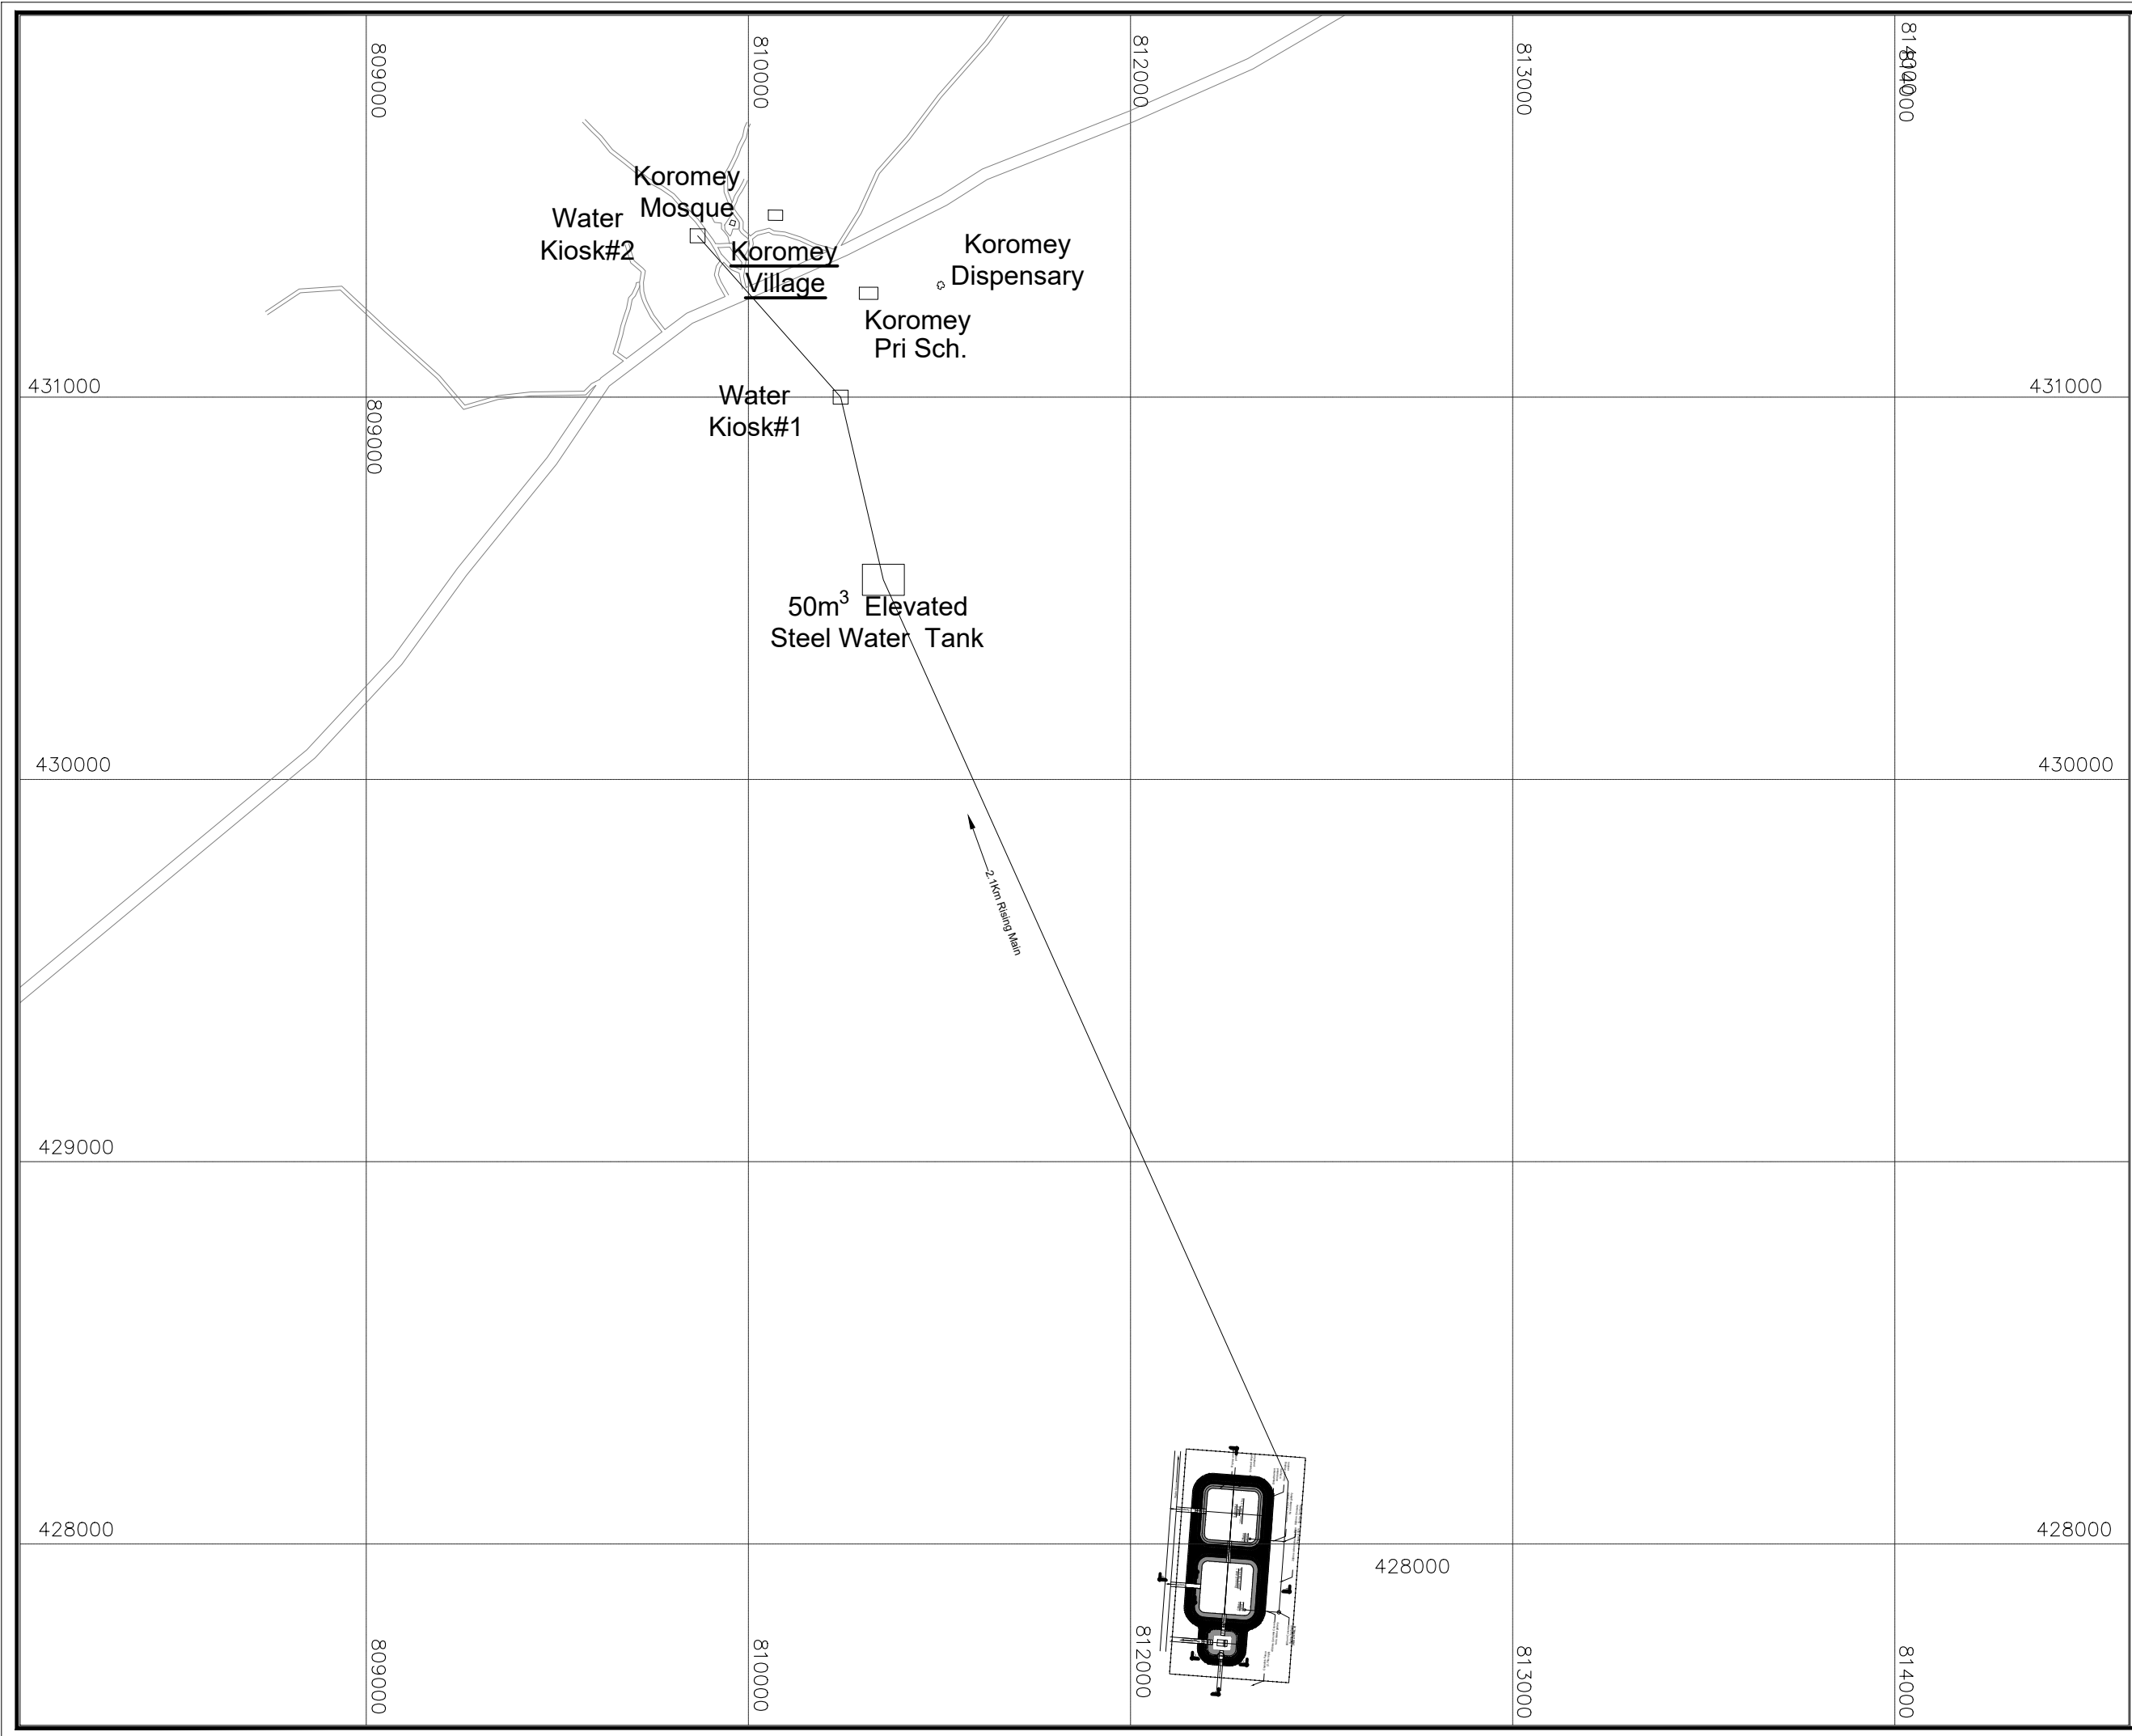 809000
810000
812000
813000
814000
814000
Koromey
Mosque
Water
Kiosk#2
Koromey
Village
Koromey
Dispensary
Koromey
Pri Sch.
431000
431000
809000
Water
Kiosk#1
50m³ Elevated
Steel Water Tank
430000
430000
2.1Km Rising Main
429000
428000
428000
428000
809000
810000
812000
813000
814000